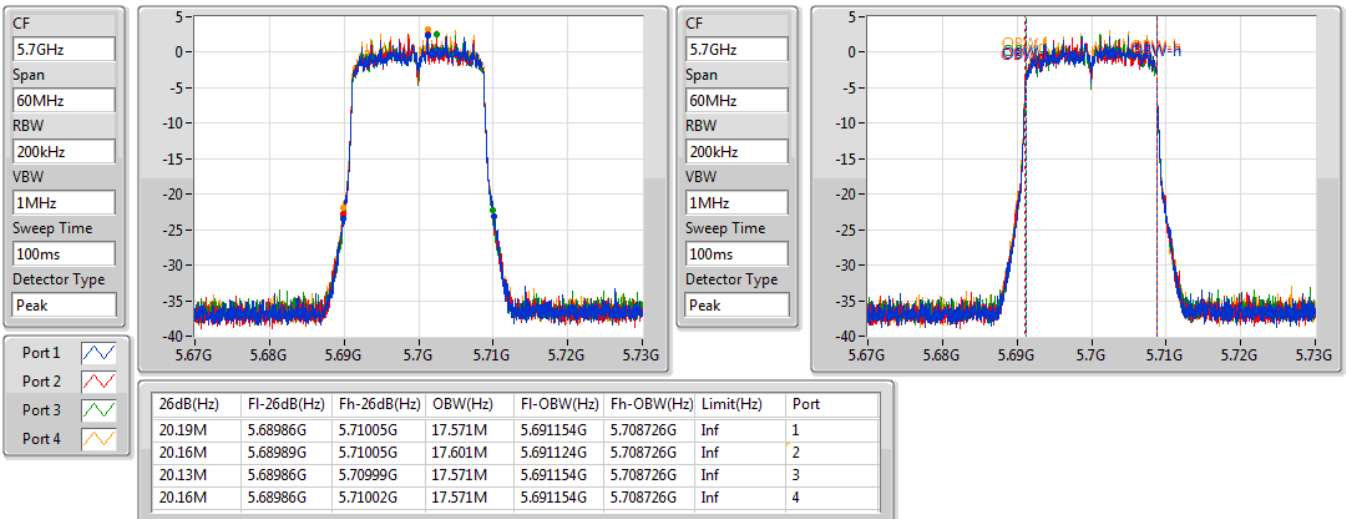 CF
5.7GHz
Span
60MHz
RBW
200kHz
VBW
1MHz
Sweep Time
100ms
Detector Type
Peak
5
0
-5
-10
-15
-20
-25
-30
-35
-40
5.67G 5.68G 5.69G 5.7G 5.71G 5.72G 5.73G
CF
5.7GHz
Span
60MHz
RBW
200kHz
VBW
1MHz
Sweep Time
100ms
Detector Type
Peak
5
0
-5
-10
-15
-20
-25
-30
-35
-40
OBW-h
5.67G 5.68G 5.69G 5.7G 5.71G 5.72G 5.73G
Port 1
Port 2
Port 3
Port 4
26dB(Hz) Fl-26dB(Hz) Fh-26dB(Hz) OBW(Hz) Fl-OBW(Hz) Fh-OBW(Hz) Limit(Hz) Port
20.19M 5.68986G 5.71005G 17.571M 5.691154G 5.708726G Inf 1
20.16M 5.68989G 5.71005G 17.601M 5.691124G 5.708726G Inf 2
20.13M 5.68986G 5.70999G 17.571M 5.691154G 5.708726G Inf 3
20.16M 5.68986G 5.71002G 17.571M 5.691154G 5.708726G Inf 4